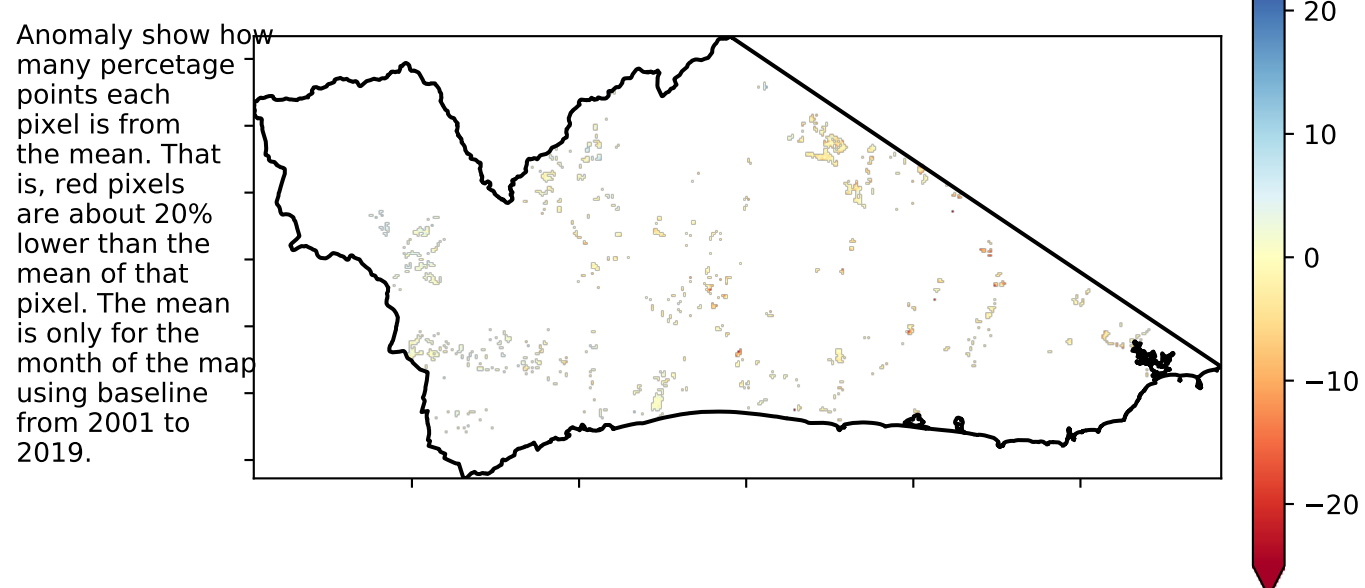 Anomaly show how
many percetage
points each
pixel is from
the mean. That
is, red pixels
are about 20%
lower than the
mean of that
pixel. The mean
is only for the
month of the map
using baseline
from 2001 to
2019.
20
10
0
−10
−20